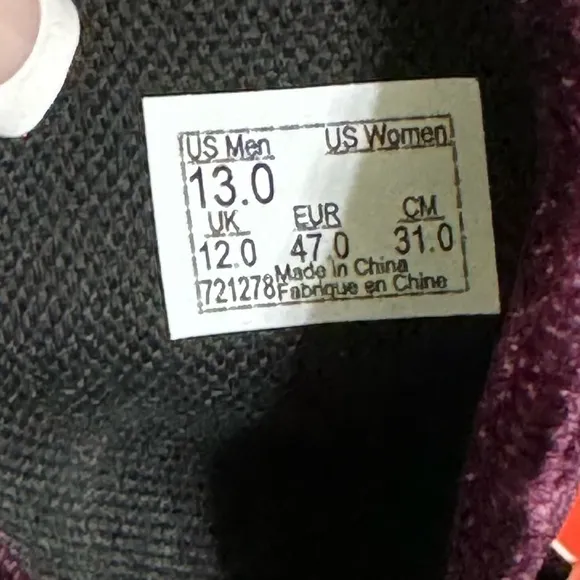 US Men US Women
13.0
UK EUR CM
12.0 47.0 31.0
Made in China
721278 Fabriqué en Chine